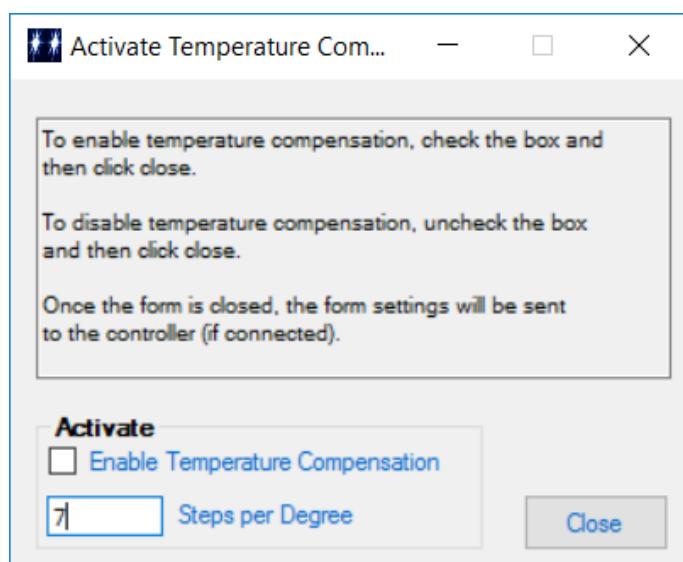 Activate Temperature Com...
To enable temperature compensation, check the box and
then click close.
To disable temperature compensation, uncheck the box
and then click close.
Once the form is closed, the form settings will be sent
to the controller (if connected).
Activate
Enable Temperature Compensation
7 Steps per Degree
Close